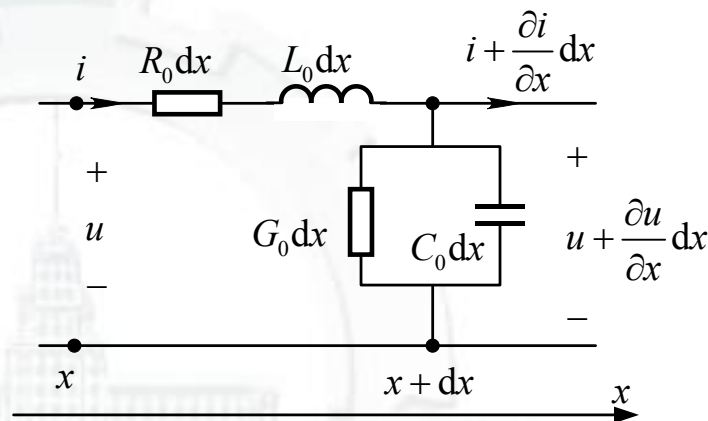 i R₀dx L₀dx i + ∂i/∂x dx
+ +
u G₀dx C₀dx u + ∂u/∂x dx
− −
x x + dx
x